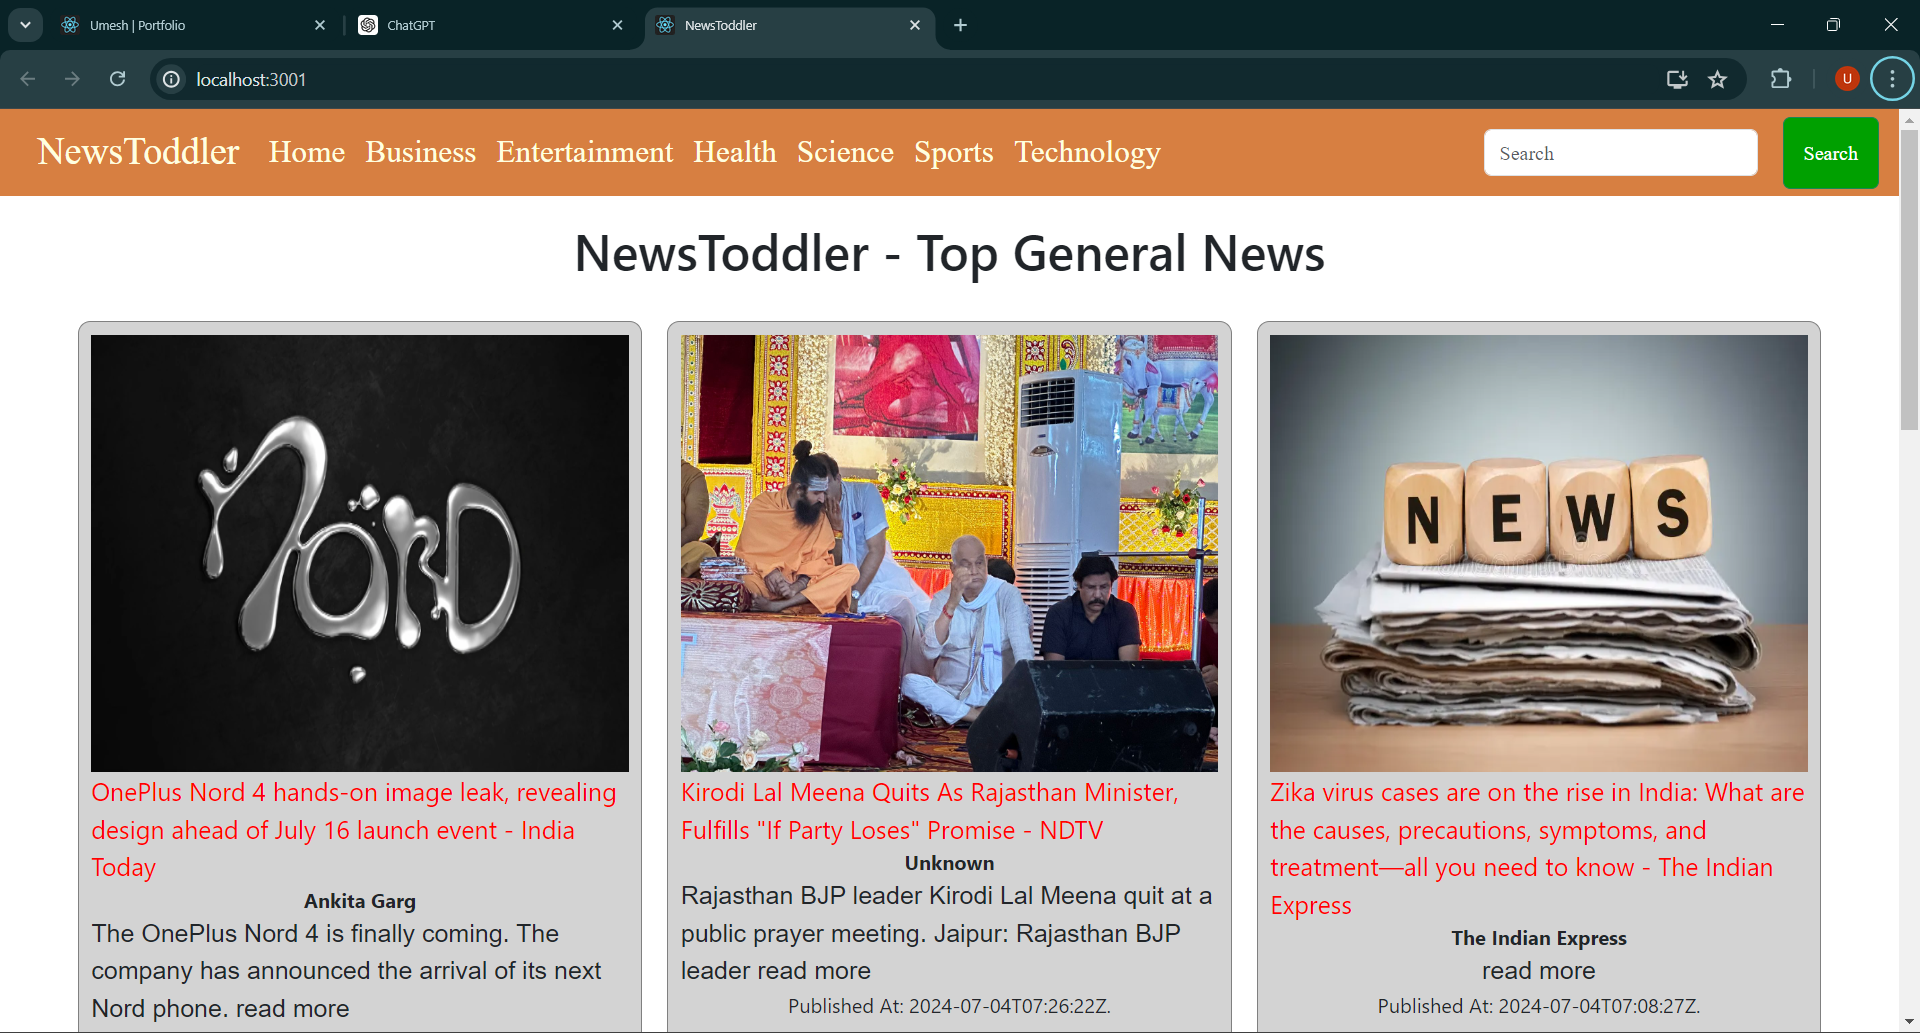 Umesh | Portfolio
ChatGPT
NewsToddler
localhost:3001
U
NewsToddler Home Business Entertainment Health Science Sports Technology
Search
Search
NewsToddler - Top General News
nord
NEWS
OnePlus Nord 4 hands-on image leak, revealing
design ahead of July 16 launch event - India
Today
Ankita Garg
The OnePlus Nord 4 is finally coming. The
company has announced the arrival of its next
Nord phone. read more
Kirodi Lal Meena Quits As Rajasthan Minister,
Fulfills "If Party Loses" Promise - NDTV
Unknown
Rajasthan BJP leader Kirodi Lal Meena quit at a
public prayer meeting. Jaipur: Rajasthan BJP
leader read more
Published At: 2024-07-04T07:26:22Z.
Zika virus cases are on the rise in India: What are
the causes, precautions, symptoms, and
treatment—all you need to know - The Indian
Express
The Indian Express
read more
Published At: 2024-07-04T07:08:27Z.